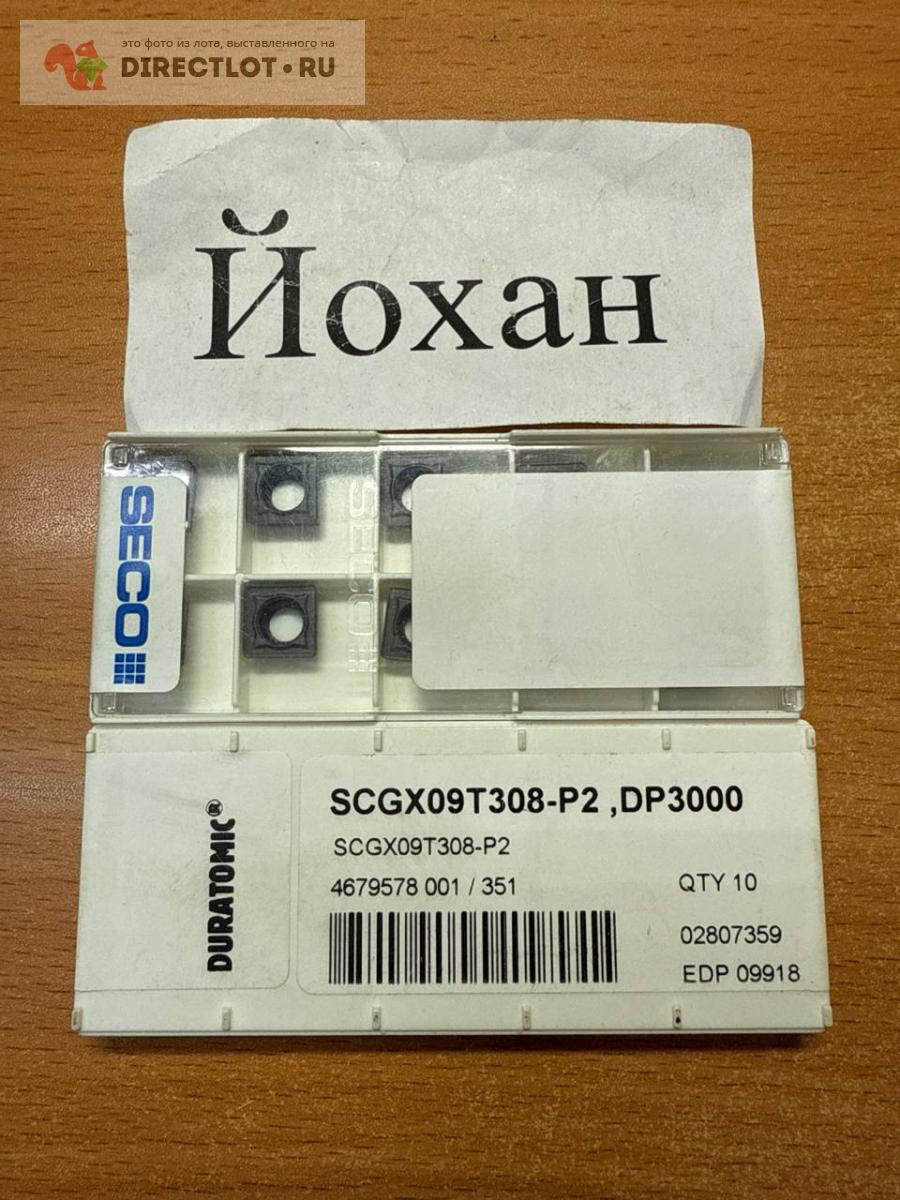 это фото из лота, выставленного на
DIRECTLOT•RU
Йохан
SECO
SECO
SCGX09T308-P2 ,DP3000
SCGX09T308-P2
4679578 001 / 351
QTY 10
02807359
EDP 09918
DURATOMIC®